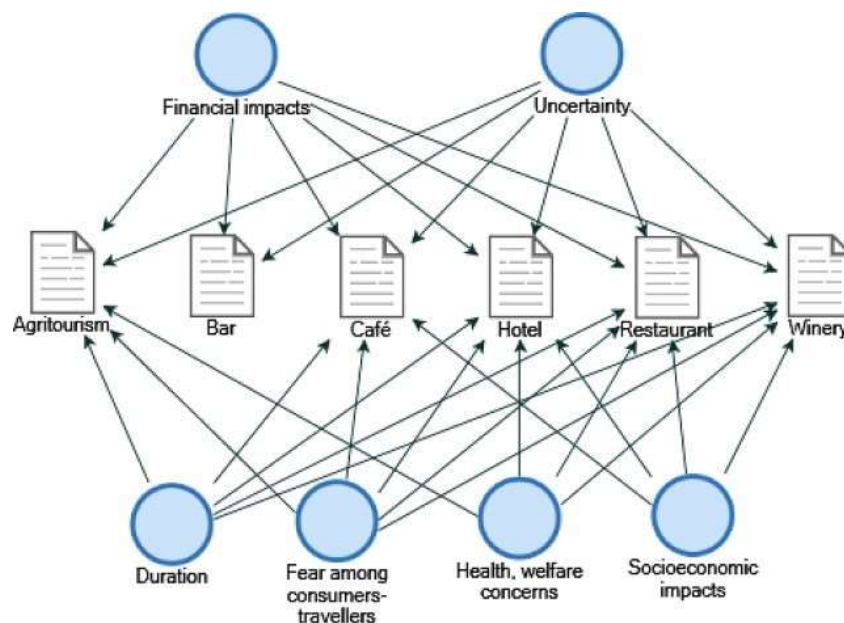 Financial impacts
Uncertainty
Agritourism
Bar
Café
Hotel
Restaurant
Winery
Duration
Fear among
consumers-
travellers
Health, welfare
concerns
Socioeconomic
impacts